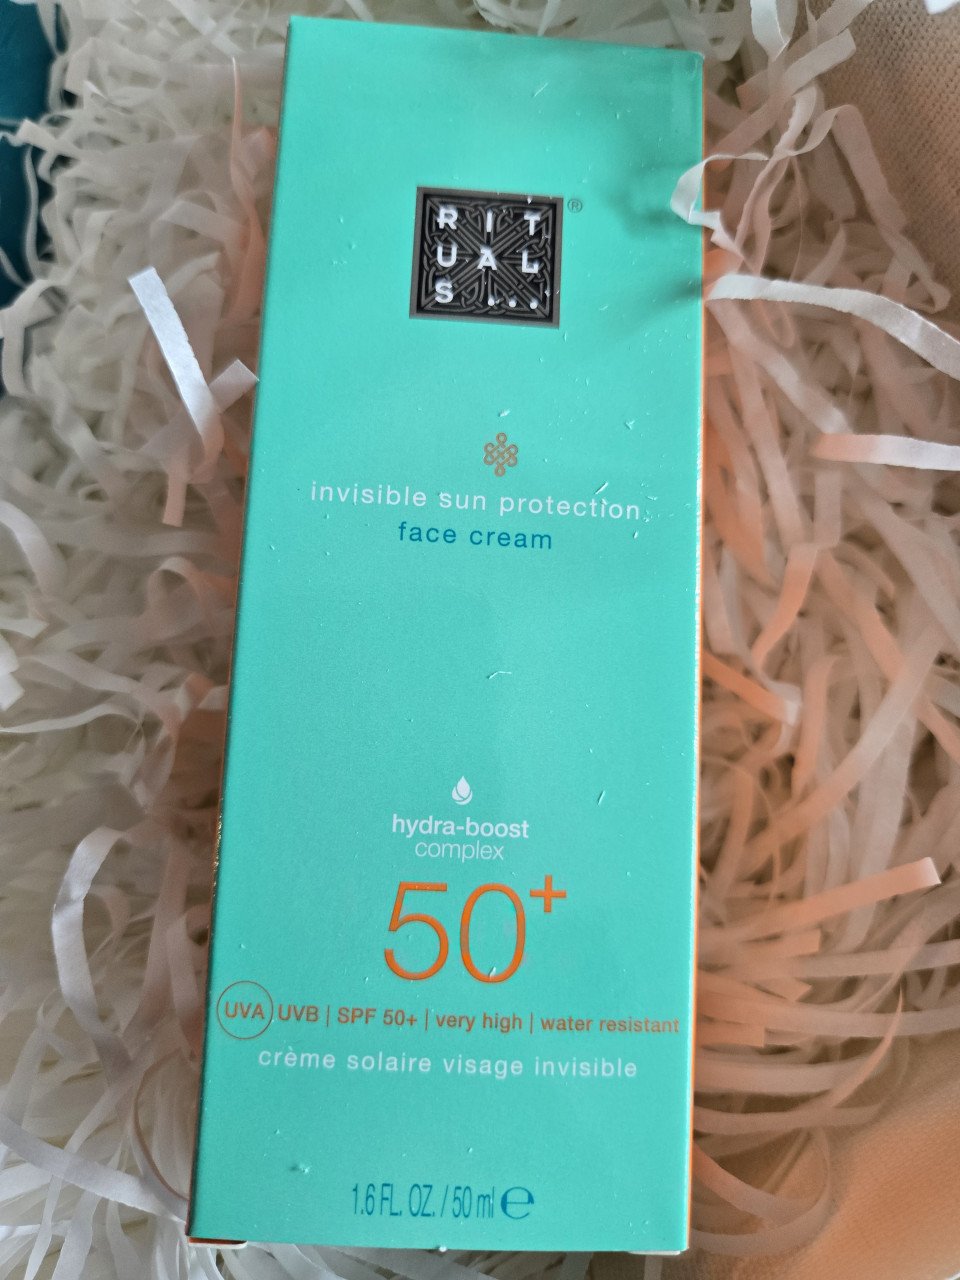 RIT
UAL
S...
®
invisible sun protection
face cream
hydra-boost
complex
50+
UVA UVB | SPF 50+ | very high | water resistant
crème solaire visage invisible
1.6 FL. OZ. / 50 ml ℮